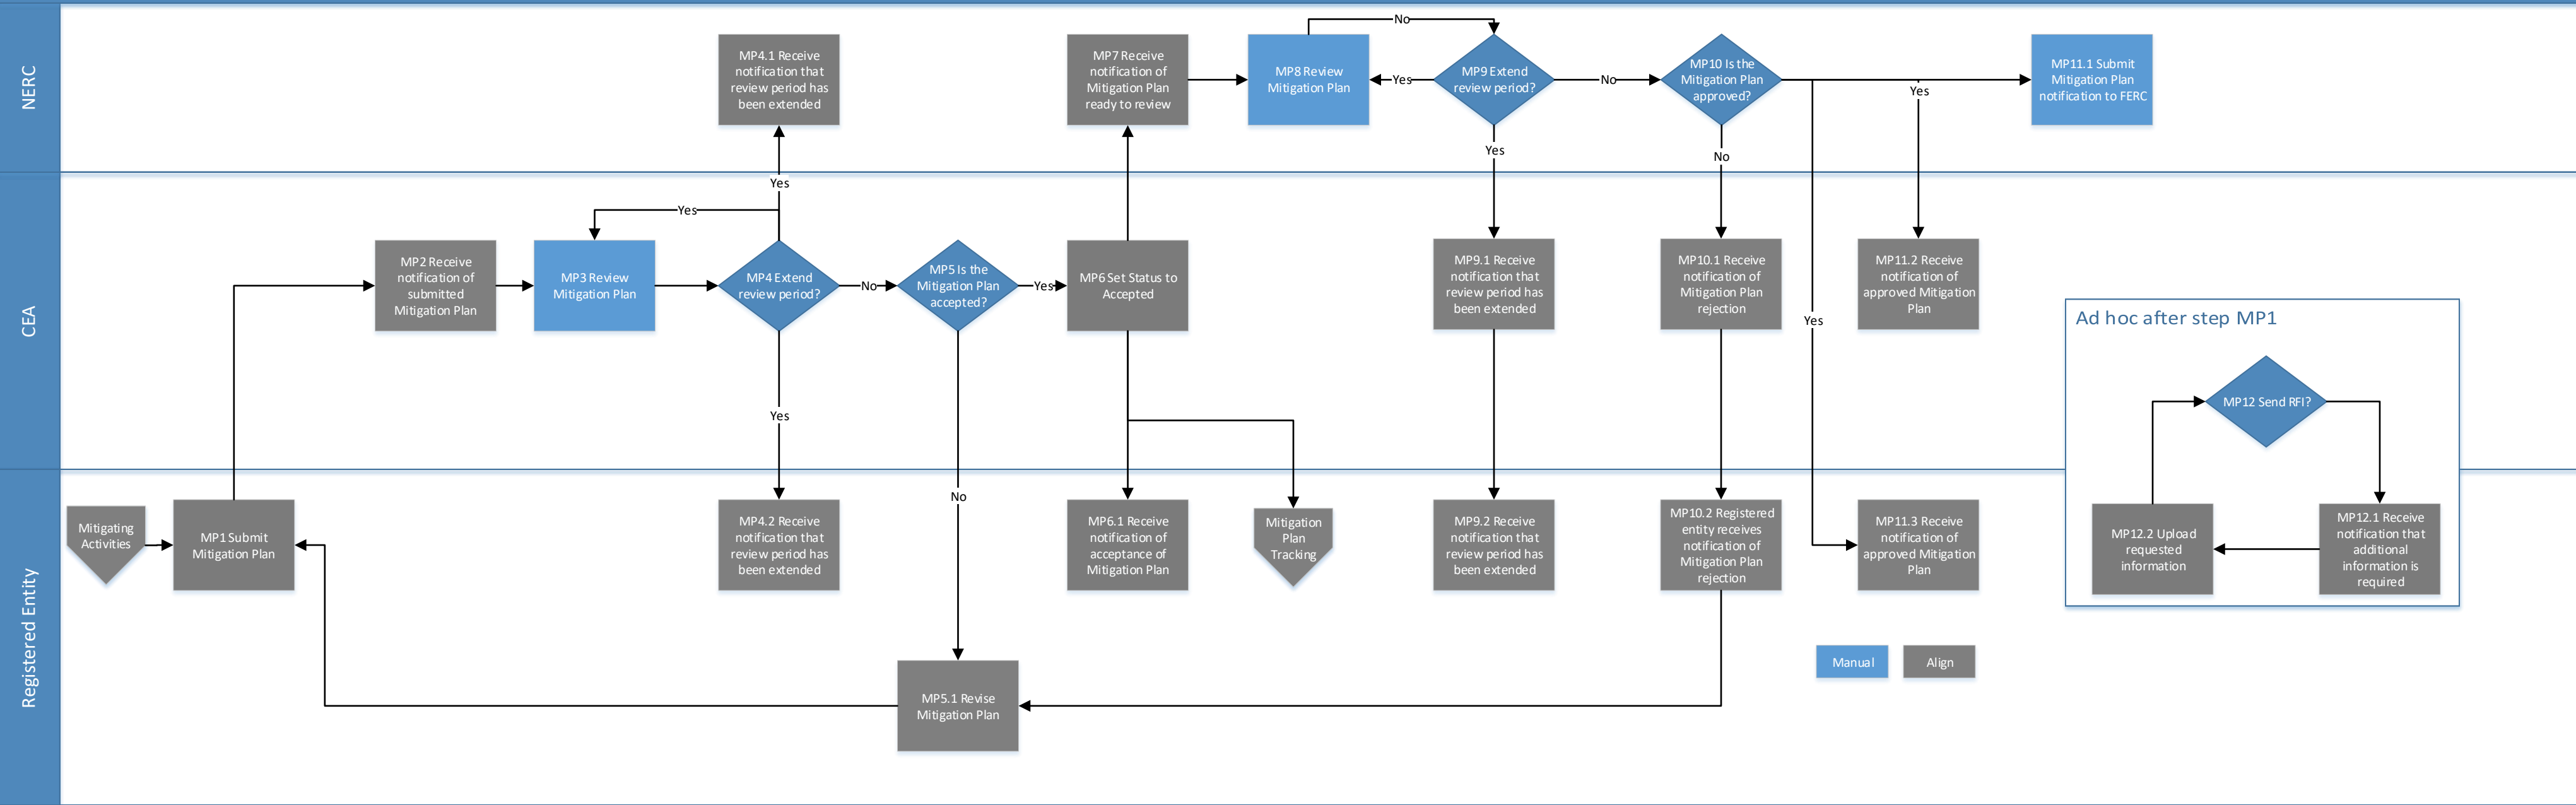 NERC
MP4.1 Receive
notification that
review period has
been extended
MP7 Receive
notification of
Mitigation Plan
ready to review
MP8 Review
Mitigation Plan
No
Yes
MP9 Extend
review period?
No
Yes
MP10 Is the
Mitigation Plan
approved?
No
Yes
MP11.1 Submit
Mitigation Plan
notification to FERC
CEA
Yes
Yes
MP2 Receive
notification of
submitted
Mitigation Plan
MP3 Review
Mitigation Plan
MP4 Extend
review period?
No
MP5 Is the
Mitigation Plan
accepted?
Yes
MP6 Set Status to
Accepted
MP9.1 Receive
notification that
review period has
been extended
MP10.1 Receive
notification of
Mitigation Plan
rejection
Yes
MP11.2 Receive
notification of
approved Mitigation
Plan
Yes
Ad hoc after step MP1
MP12 Send RFI?
MP12.2 Upload
requested
information
MP12.1 Receive
notification that
additional
information is
required
Registered Entity
Mitigating
Activities
MP1 Submit
Mitigation Plan
MP4.2 Receive
notification that
review period has
been extended
No
MP6.1 Receive
notification of
acceptance of
Mitigation Plan
Mitigation
Plan
Tracking
MP9.2 Receive
notification that
review period has
been extended
MP10.2 Registered
entity receives
notification of
Mitigation Plan
rejection
MP11.3 Receive
notification of
approved Mitigation
Plan
MP5.1 Revise
Mitigation Plan
Manual
Align